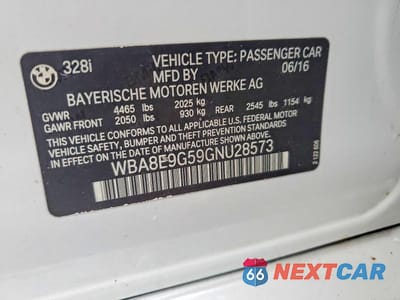 328i
VEHICLE TYPE: PASSENGER CAR
MFD BY 06/16
BAYERISCHE MOTOREN WERKE AG
GVWR 4465 lbs 2025 kg
GAWR FRONT 2050 lbs 930 kg REAR 2545 lbs 1154 kg
THIS VEHICLE CONFORMS TO ALL APPLICABLE FEDERAL MOTOR
VEHICLE SAFETY, BUMPER AND THEFT PREVENTION STANDARDS
IN EFFECT ON THE DATE OF MANUFACTURE SHOWN ABOVE.
WBA8E9G59GNU28573
66 NEXTCAR